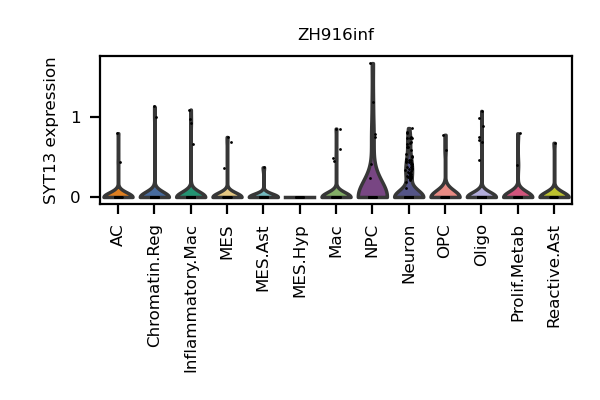 ZH916inf
SYT13 expression
1
0
AC
Chromatin.Reg
Inflammatory.Mac
MES
MES.Ast
MES.Hyp
Mac
NPC
Neuron
OPC
Oligo
Prolif.Metab
Reactive.Ast